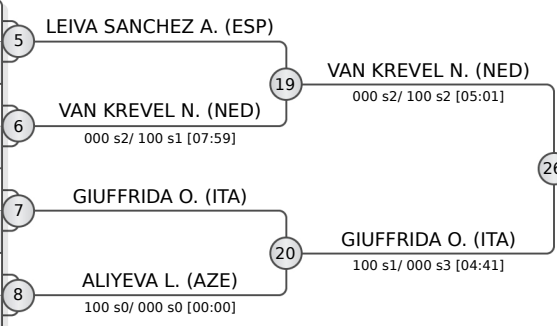 LEIVA SANCHEZ A. (ESP)
5
19
VAN KREVEL N. (NED)
000 s2/ 100 s2 [05:01]
VAN KREVEL N. (NED)
6
000 s2/ 100 s1 [07:59]
26
GIUFFRIDA O. (ITA)
7
20
GIUFFRIDA O. (ITA)
100 s1/ 000 s3 [04:41]
ALIYEVA L. (AZE)
8
100 s0/ 000 s0 [00:00]